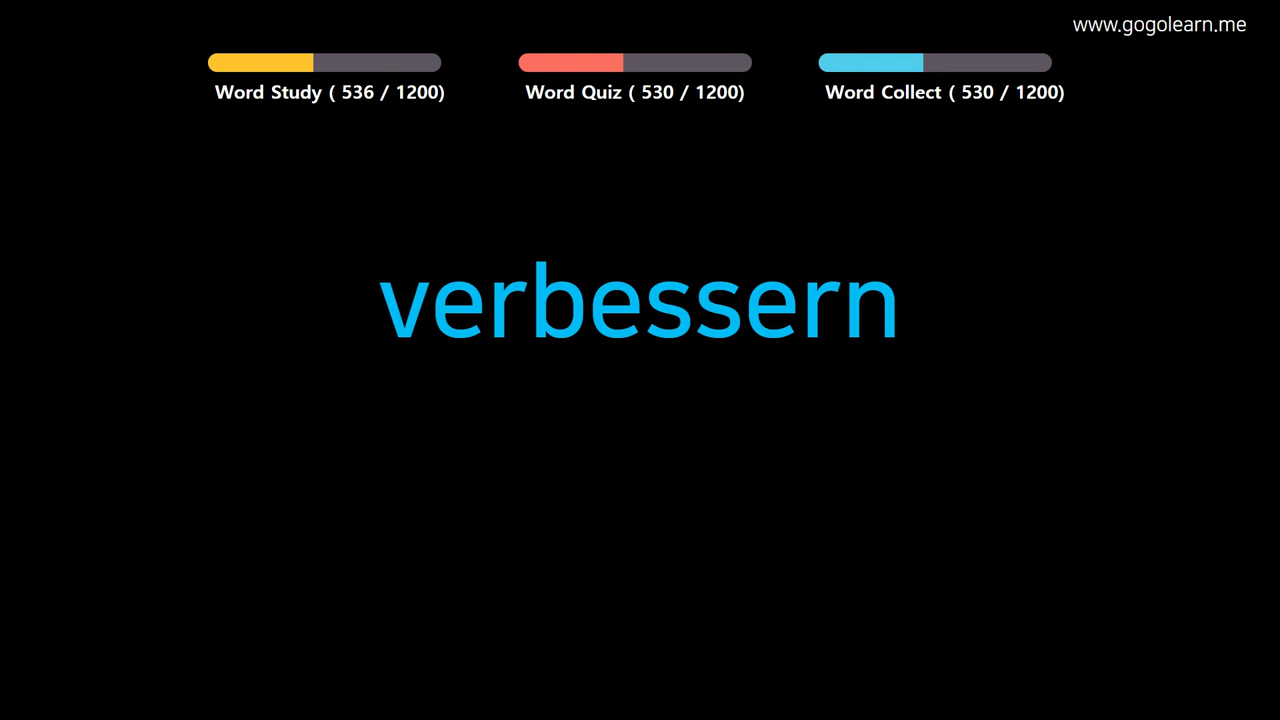 www.gogolearn.me
Word Study ( 536 / 1200)
Word Quiz ( 530 / 1200)
Word Collect ( 530 / 1200)
verbessern